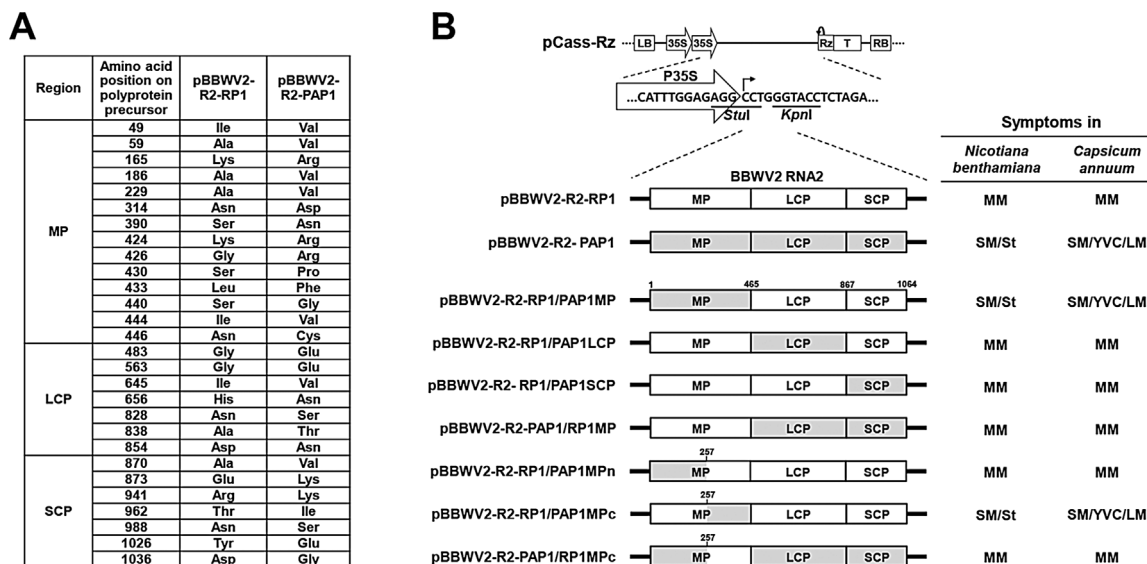 A
Region Amino acid position on polyprotein precursor pBBWV2-R2-RP1 pBBWV2-R2-PAP1
MP
49 Ile Val
59 Ala Val
165 Lys Arg
186 Ala Val
229 Ala Val
314 Asn Asp
390 Ser Asn
424 Lys Arg
426 Gly Arg
430 Ser Pro
433 Leu Phe
440 Ser Gly
444 Ile Val
446 Asn Cys
LCP
483 Gly Glu
563 Gly Glu
645 Ile Val
656 His Asn
828 Asn Ser
838 Ala Thr
854 Asp Asn
SCP
870 Ala Val
873 Glu Lys
941 Arg Lys
962 Thr Ile
988 Asn Ser
1026 Tyr Glu
1036 Asp Gly
B
pCass-Rz LB 35S 35S Rz T RB
P35S
...CATTTGGAGAGG CCTGGGTACCTCTAGA...
StuI KpnI
Symptoms in
Nicotiana benthamiana Capsicum annuum
BBWV2 RNA2
pBBWV2-R2-RP1 MP LCP SCP MM MM
pBBWV2-R2- PAP1 MP LCP SCP SM/St SM/YVC/LM
1 465 867 1064
pBBWV2-R2-RP1/PAP1MP MP LCP SCP SM/St SM/YVC/LM
pBBWV2-R2-RP1/PAP1LCP MP LCP SCP MM MM
pBBWV2-R2- RP1/PAP1SCP MP LCP SCP MM MM
pBBWV2-R2-PAP1/RP1MP MP LCP SCP MM MM
257
pBBWV2-R2-RP1/PAP1MPn MP LCP SCP MM MM
257
pBBWV2-R2-RP1/PAP1MPc MP LCP SCP SM/St SM/YVC/LM
257
pBBWV2-R2-PAP1/RP1MPc MP LCP SCP MM MM